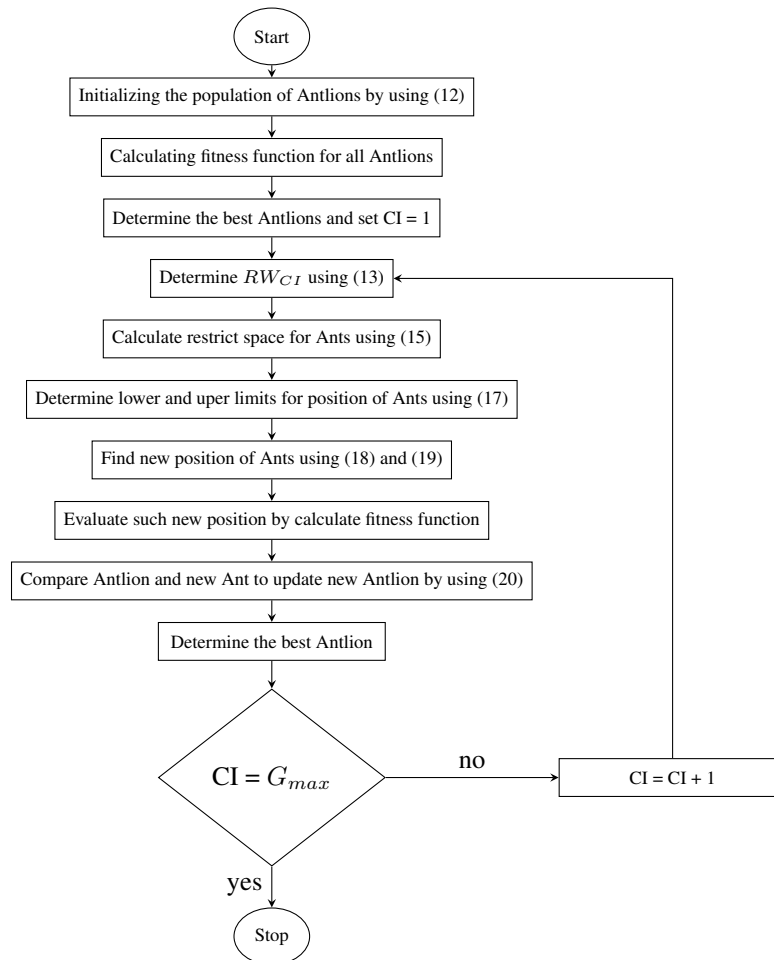 Start
Initializing the population of Antlions by using (12)
Calculating fitness function for all Antlions
Determine the best Antlions and set CI = 1
Determine RW_{CI} using (13)
Calculate restrict space for Ants using (15)
Determine lower and uper limits for position of Ants using (17)
Find new position of Ants using (18) and (19)
Evaluate such new position by calculate fitness function
Compare Antlion and new Ant to update new Antlion by using (20)
Determine the best Antlion
CI = G_{max}
no
CI = CI + 1
yes
Stop